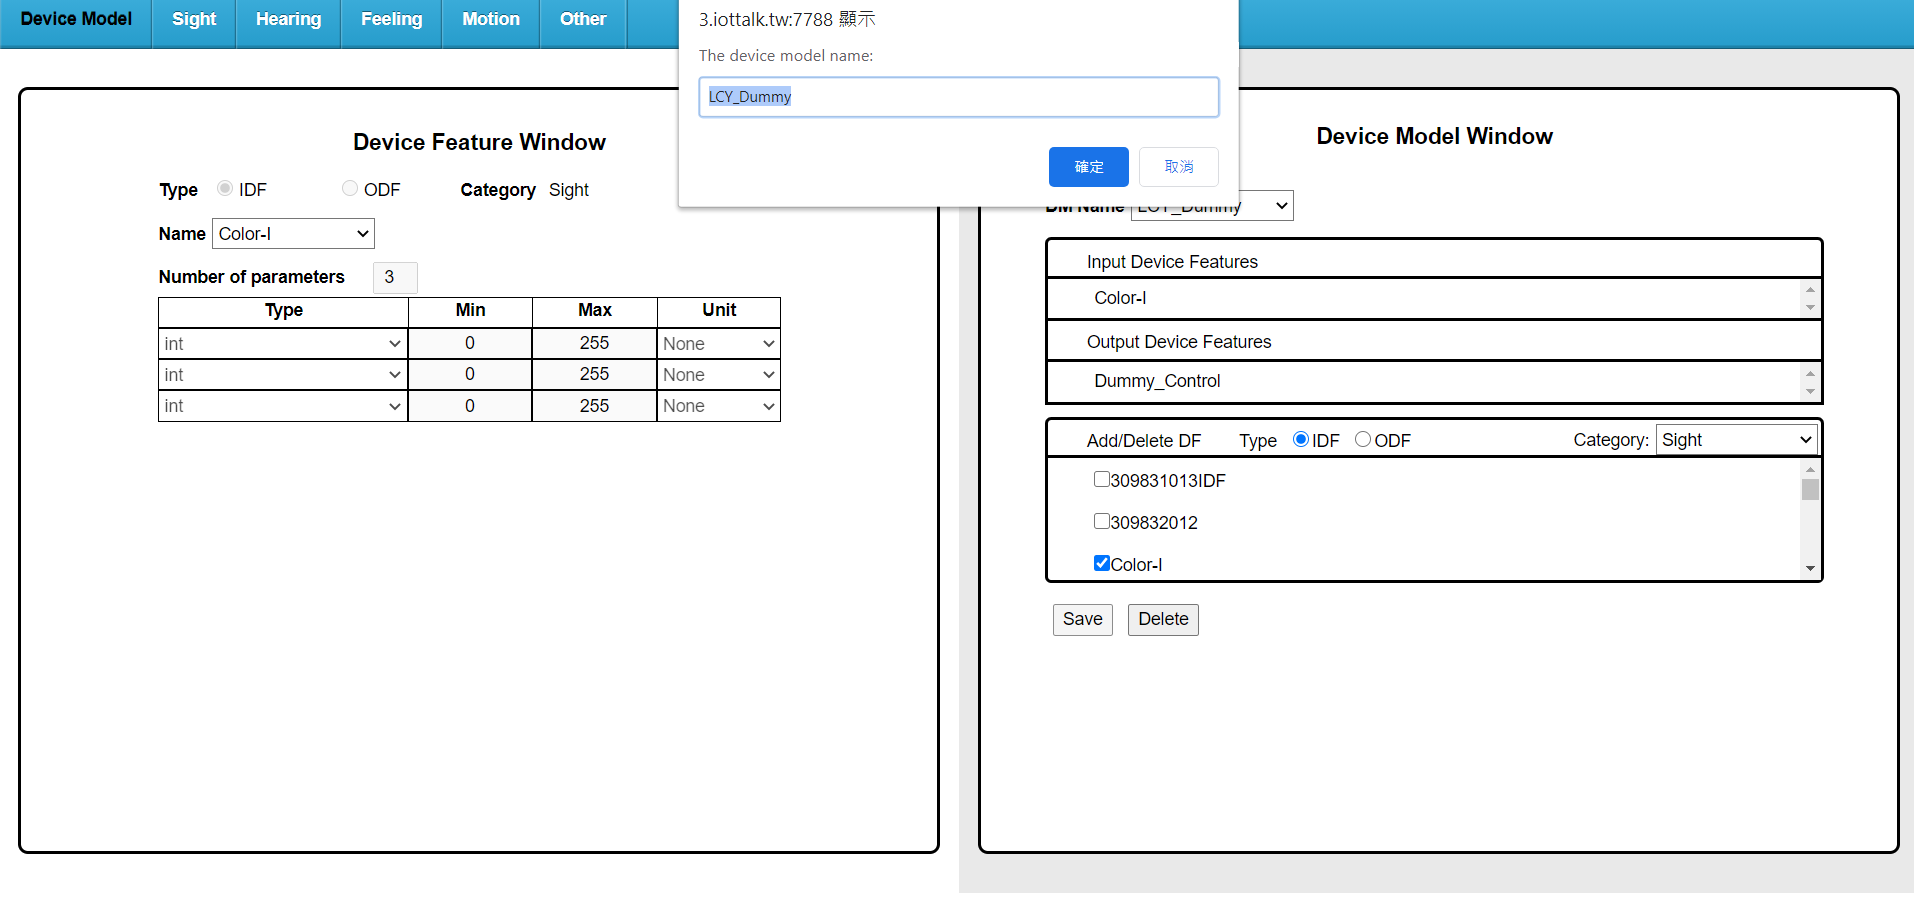 Device Model Sight Hearing Feeling Motion Other
3.iottalk.tw:7788 顯示
The device model name:
LCY_Dummy
確定 取消
Device Feature Window
Type IDF ODF Category Sight
Name Color-I
Number of parameters 3
Type Min Max Unit
int 0 255 None
int 0 255 None
int 0 255 None
Device Model Window
DM Name LCY_Dummy
Input Device Features
Color-I
Output Device Features
Dummy_Control
Add/Delete DF Type IDF ODF Category: Sight
309831013IDF
309832012
Color-I
Save Delete